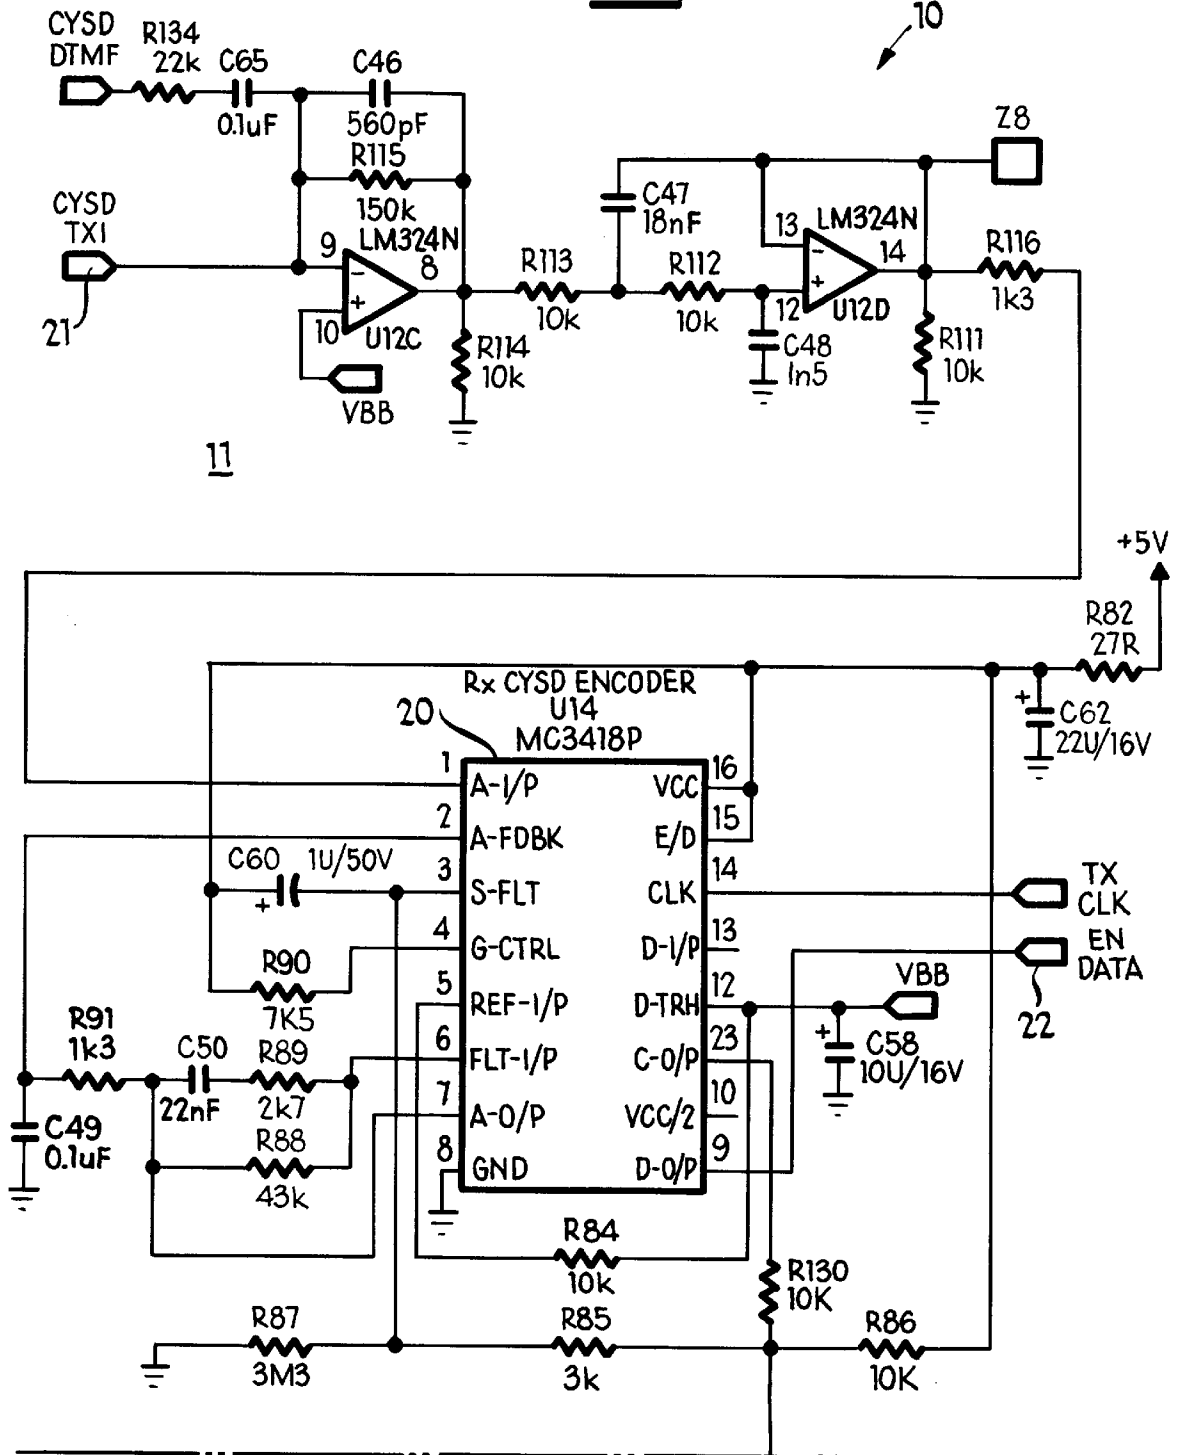 10
CYSD
DTMF
R134
22k
C65
0.1uF
C46
560pF
R115
150k
CYSD
TX1
21
9
LM324N
8
10
U12C
VBB
R114
10k
R113
10k
C47
18nF
R112
10k
13
LM324N
14
12
U12D
C48
1n5
Z8
R116
1k3
R111
10k
11
+5V
R82
27R
+
C62
22U/16V
Rx CYSD ENCODER
U14
MC3418P
20
1
A-I/P
2
A-FDBK
3
S-FLT
4
G-CTRL
5
REF-I/P
6
FLT-I/P
7
A-O/P
8
GND
16
VCC
15
E/D
14
CLK
13
D-I/P
12
D-TRH
23
C-O/P
10
VCC/2
9
D-O/P
C60
1U/50V
+
R90
7K5
R91
1k3
C50
22nF
R89
2k7
R88
43k
C49
0.1uF
TX
CLK
EN
DATA
22
VBB
+
C58
10U/16V
R84
10k
R130
10K
R87
3M3
R85
3k
R86
10K